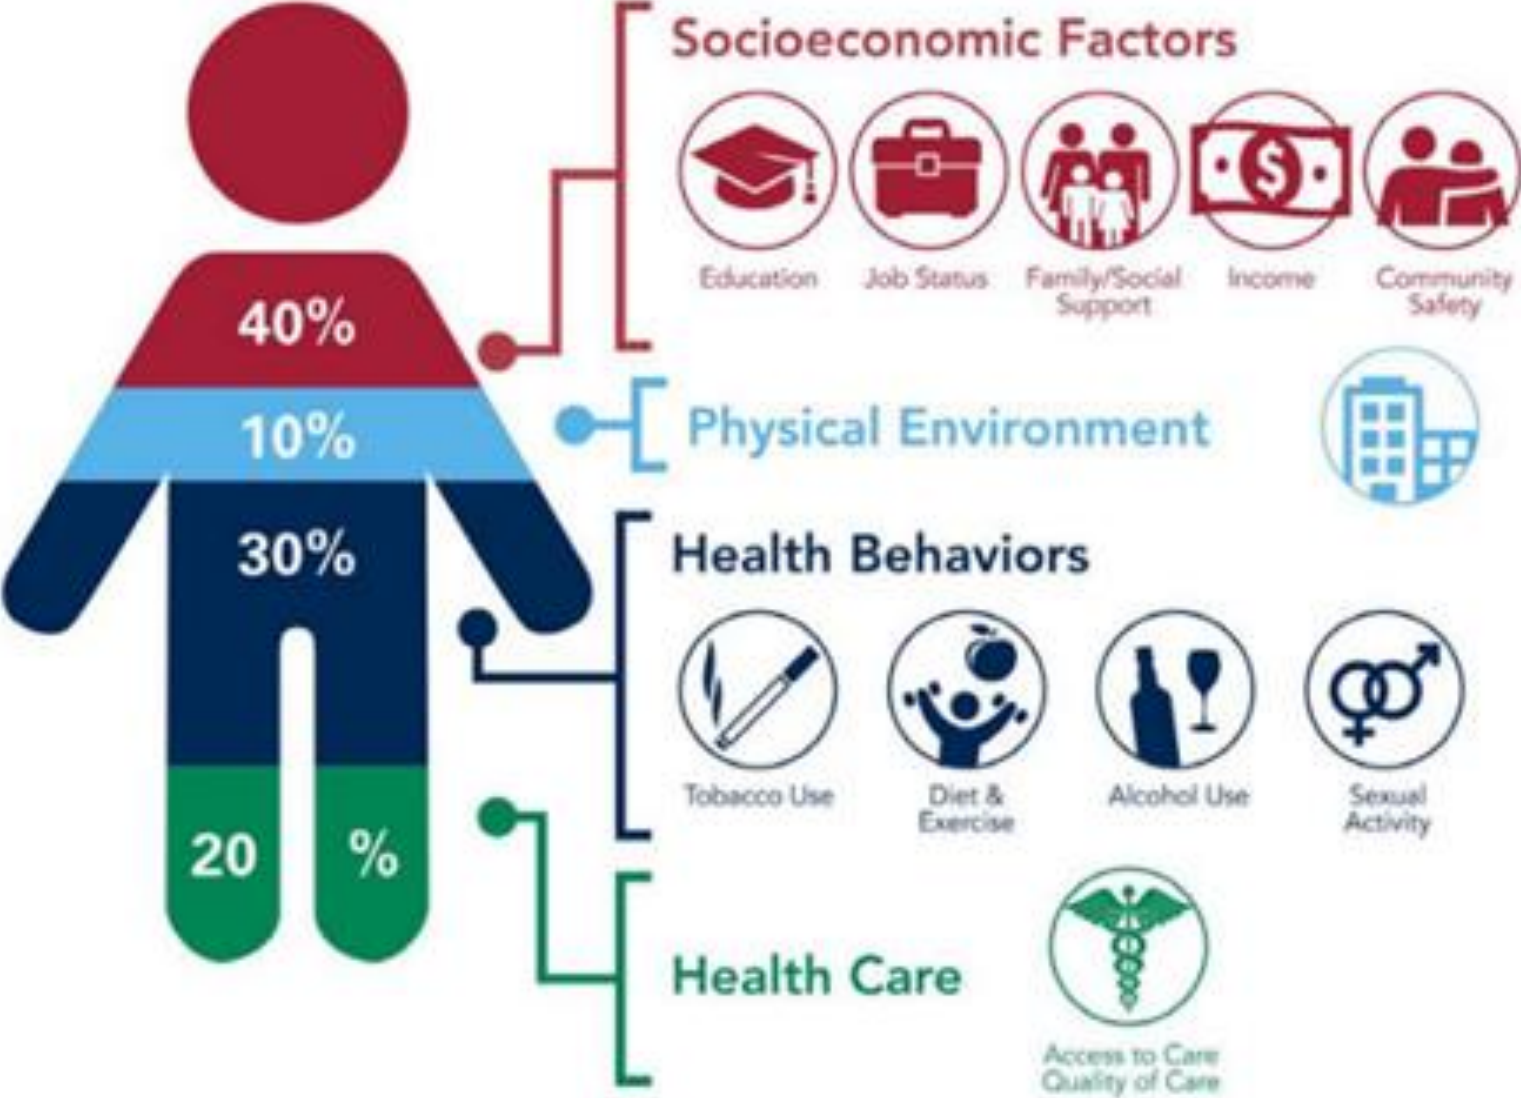 Socioeconomic Factors
Education
Job Status
Family/Social
Support
Income
Community
Safety
40%
10%
Physical Environment
30%
Health Behaviors
Tobacco Use
Diet &
Exercise
Alcohol Use
Sexual
Activity
20 %
Health Care
Access to Care
Quality of Care